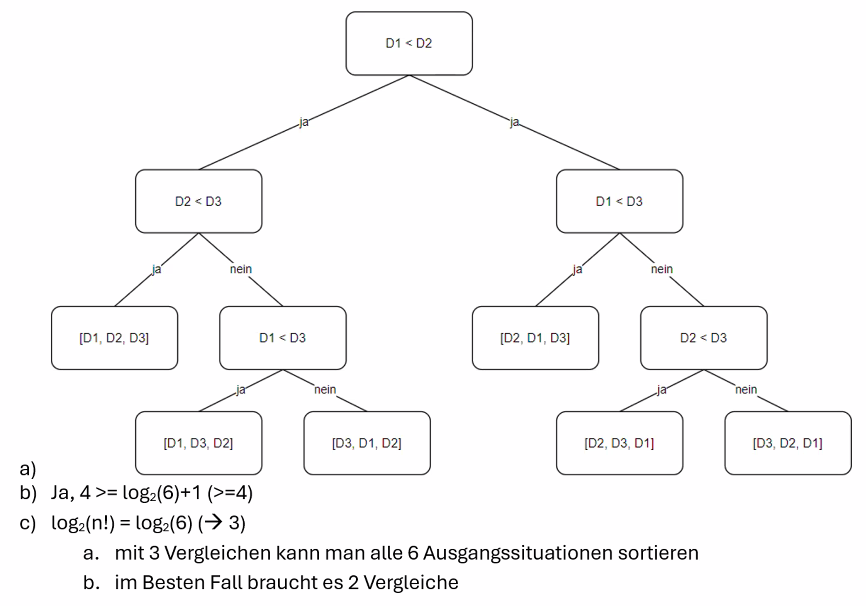 D1 < D2
ja
ja
D2 < D3
D1 < D3
ja
nein
ja
nein
[D1, D2, D3]
D1 < D3
[D2, D1, D3]
D2 < D3
ja
nein
ja
nein
[D1, D3, D2]
[D3, D1, D2]
[D2, D3, D1]
[D3, D2, D1]
a)
b) Ja, 4 >= log₂(6)+1 (>=4)
c) log₂(n!) = log₂(6) (→ 3)
a. mit 3 Vergleichen kann man alle 6 Ausgangssituationen sortieren
b. im Besten Fall braucht es 2 Vergleiche